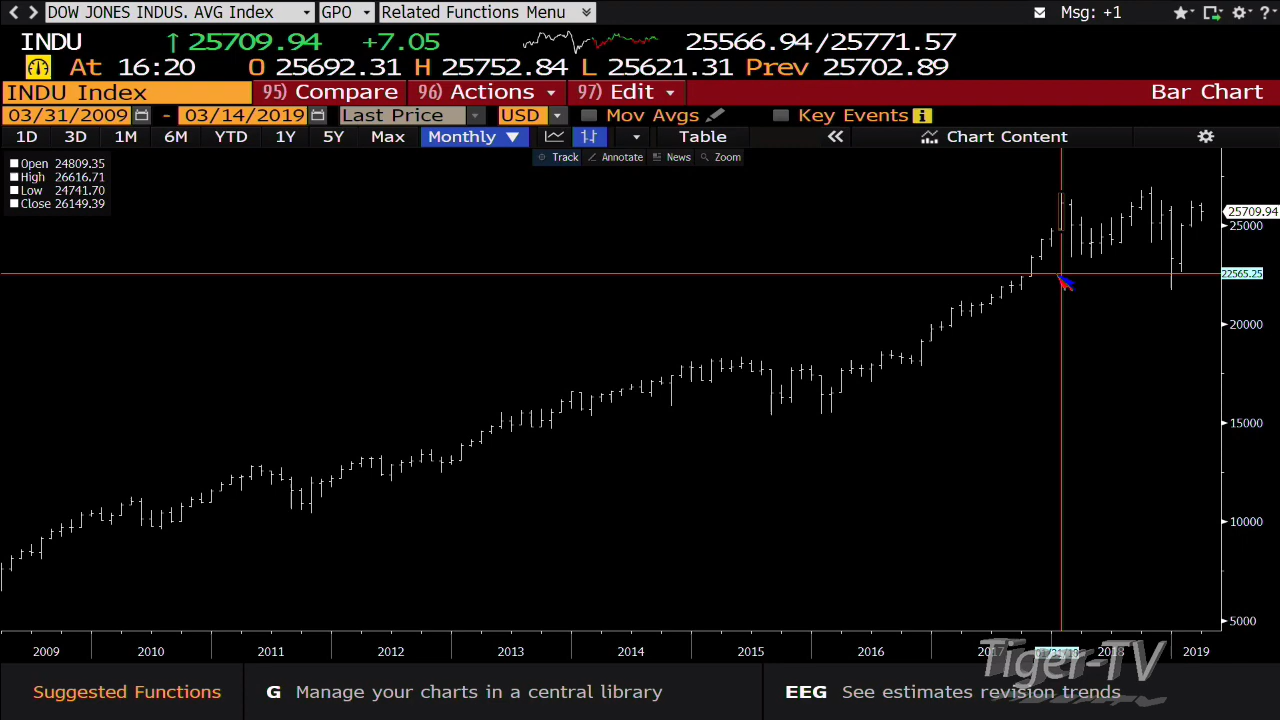 DOW JONES INDUS. AVG Index GPO Related Functions Menu Msg: +1 ?
INDU ↑ 25709.94 +7.05 25566.94/25771.57
At 16:20 O 25692.31 H 25752.84 L 25621.31 Prev 25702.89
INDU Index 95) Compare 96) Actions 97) Edit Bar Chart
03/31/2009 - 03/14/2019 Last Price USD Mov Avgs Key Events i
1D 3D 1M 6M YTD 1Y 5Y Max Monthly ▼ Table « Chart Content
Track Annotate News Zoom
Open 24809.35
High 26616.71
Low 24741.70
Close 26149.39
25709.94
25000
22565.25
20000
15000
10000
5000
2009 2010 2011 2012 2013 2014 2015 2016 2017 01/31/18 2018 2019
Tiger-TV
Suggested Functions G Manage your charts in a central library EEG See estimates revision trends